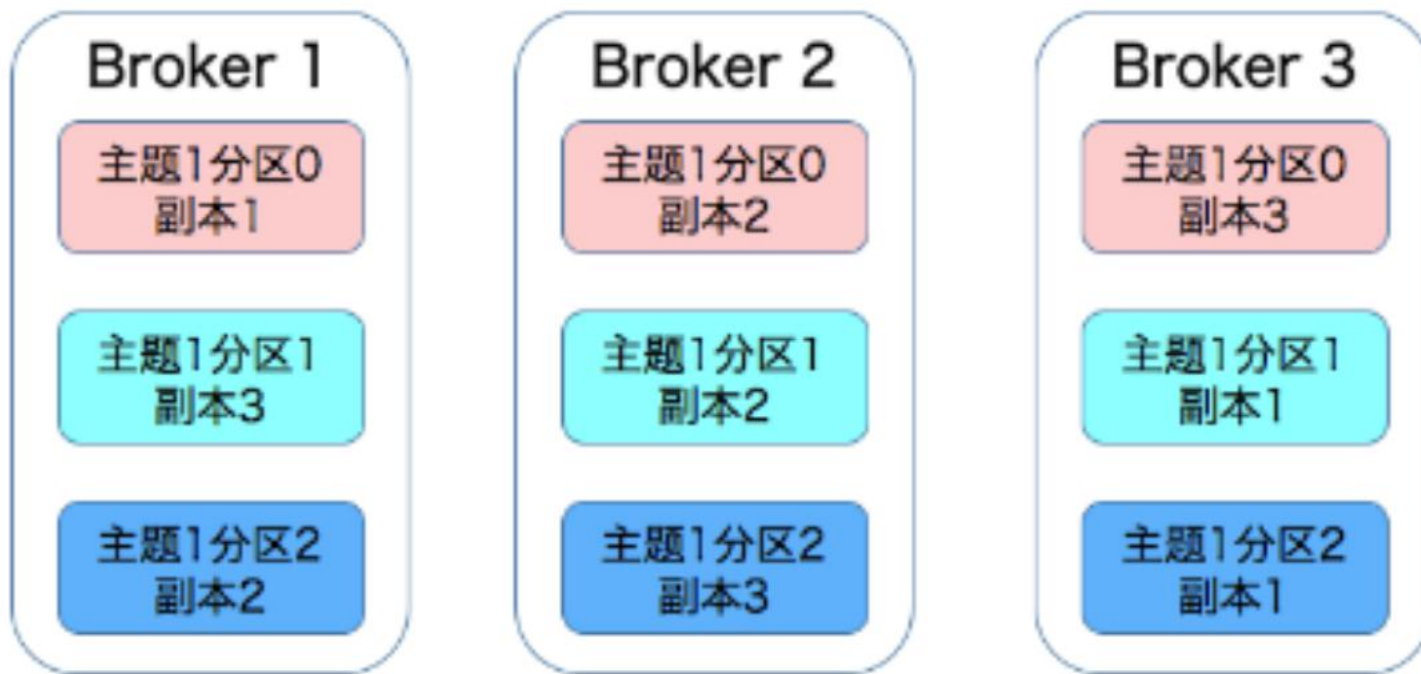 Broker 1
主题1分区0
副本1
主题1分区1
副本3
主题1分区2
副本2
Broker 2
主题1分区0
副本2
主题1分区1
副本2
主题1分区2
副本3
Broker 3
主题1分区0
副本3
主题1分区1
副本1
主题1分区2
副本1